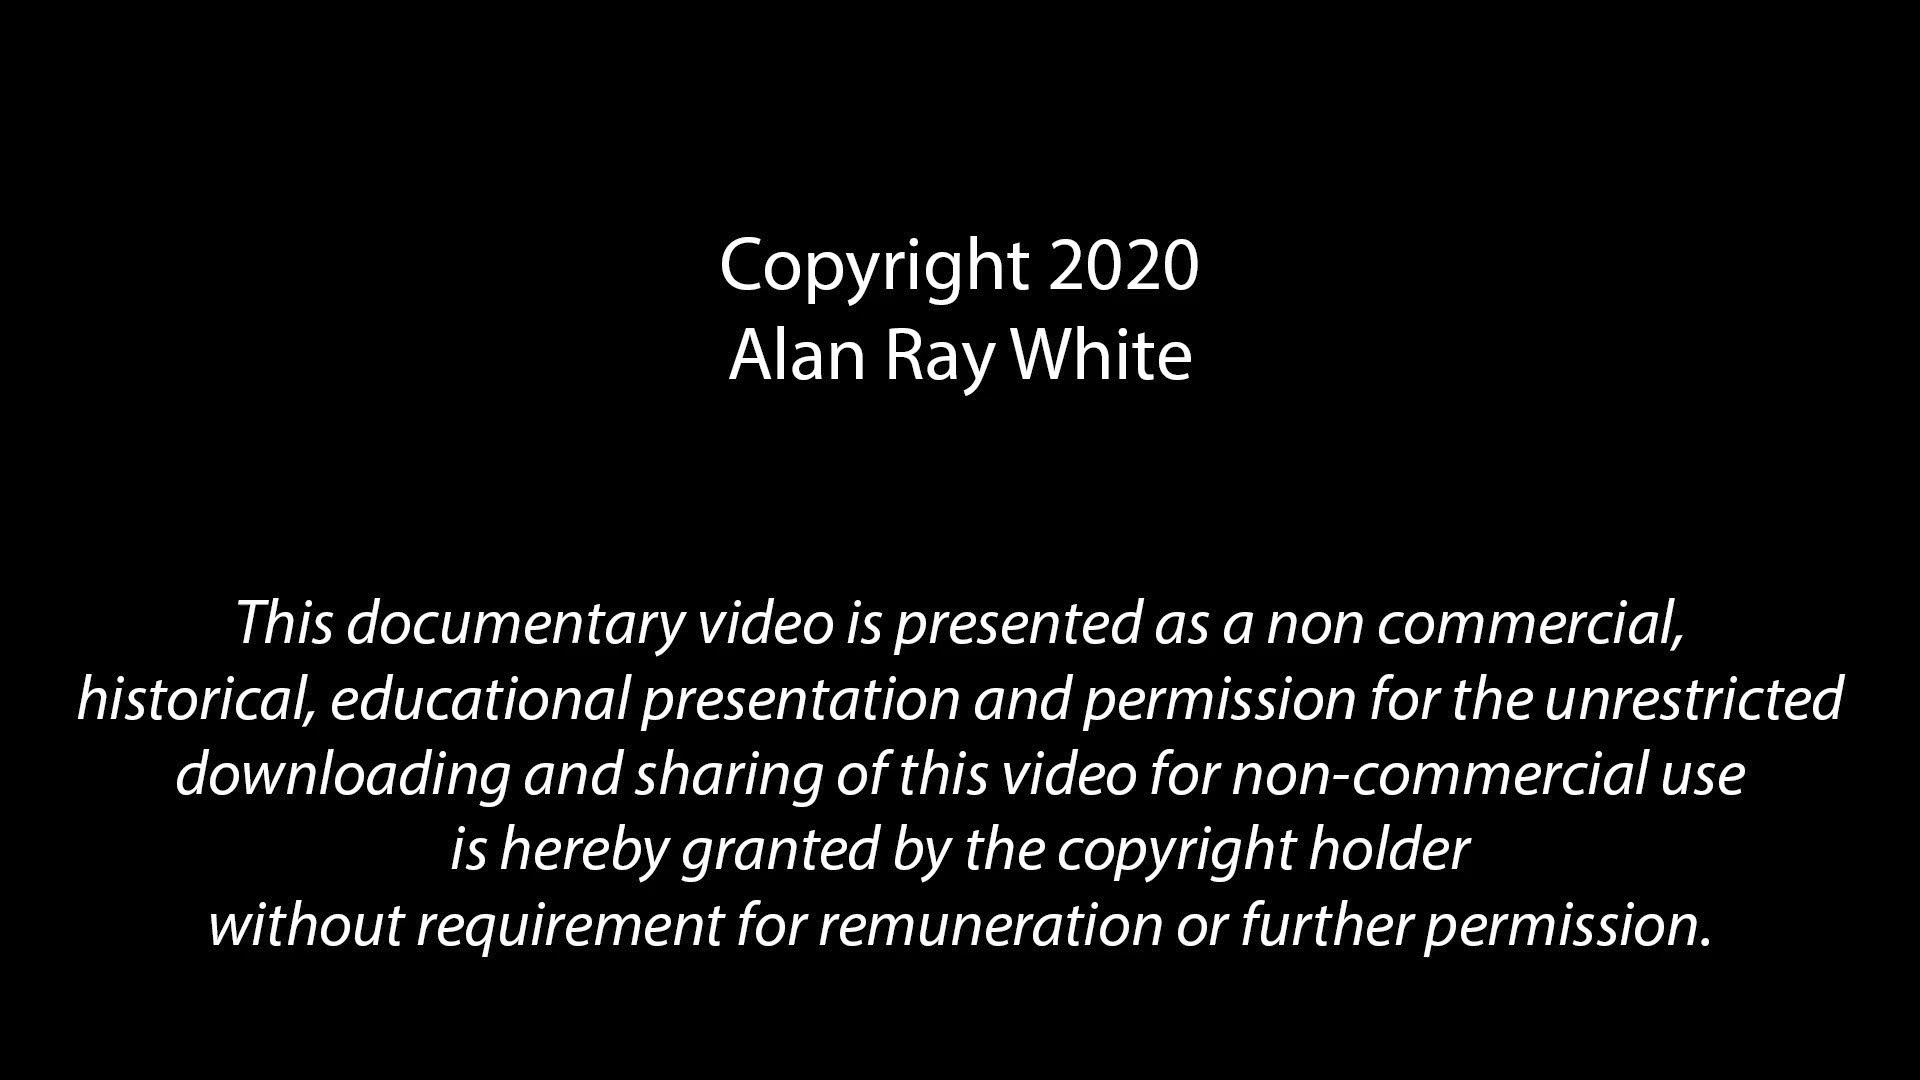 Copyright 2020
Alan Ray White
This documentary video is presented as a non commercial,
historical, educational presentation and permission for the unrestricted
downloading and sharing of this video for non-commercial use
is hereby granted by the copyright holder
without requirement for remuneration or further permission.